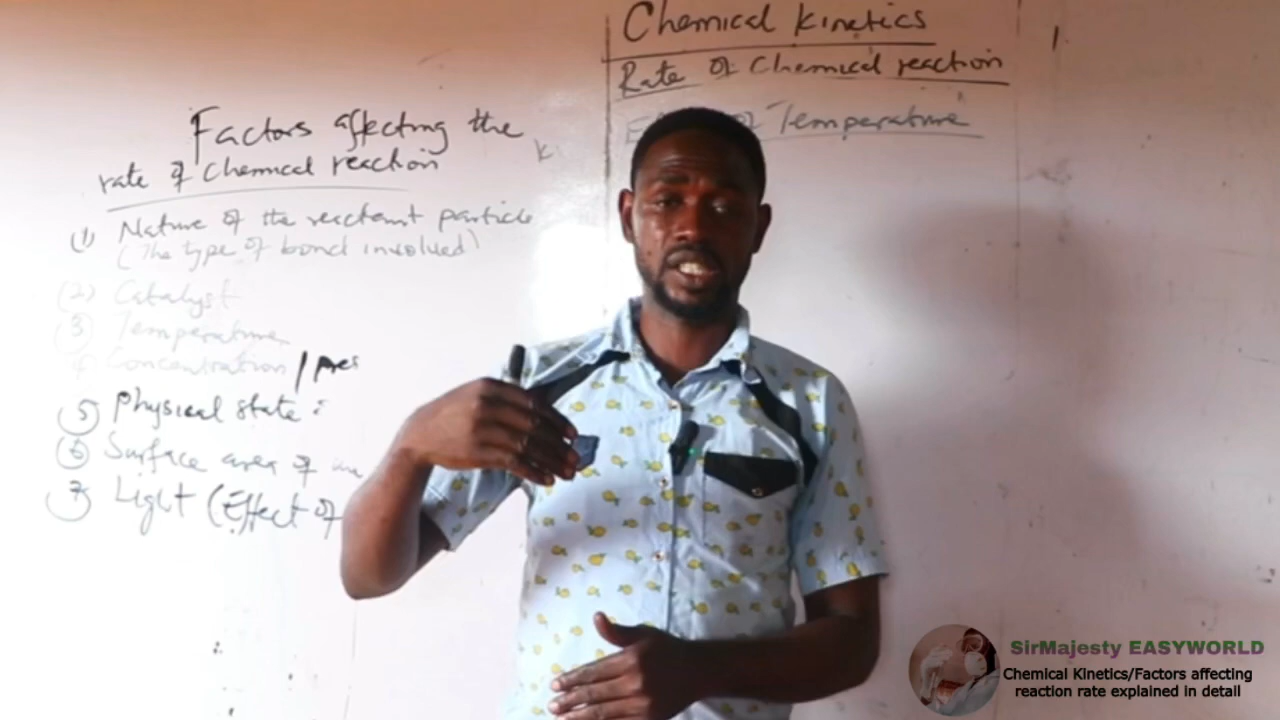 Chemical Kinetics
Rate of Chemical reaction
of Temperature
Factors affecting the
rate of Chemical reaction
(1) Nature of the reactant particle
(The type of bond involved)
(2) Catalyst
(3) Temperature
4 Concentration / Pres
(5) Physical state :
(6) Surface area of
(7) Light (Effect of
SirMajesty EASYWORLD
Chemical Kinetics/Factors affecting
reaction rate explained in detail